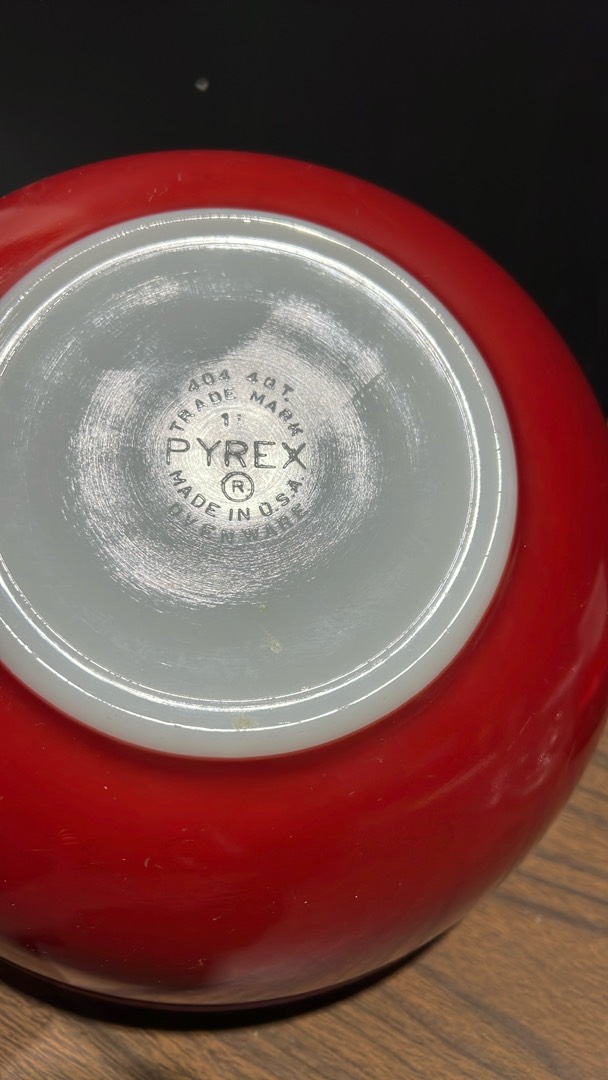 404 4QT.
TRADE MARK
PYREX
®
MADE IN U.S.A.
OVENWARE